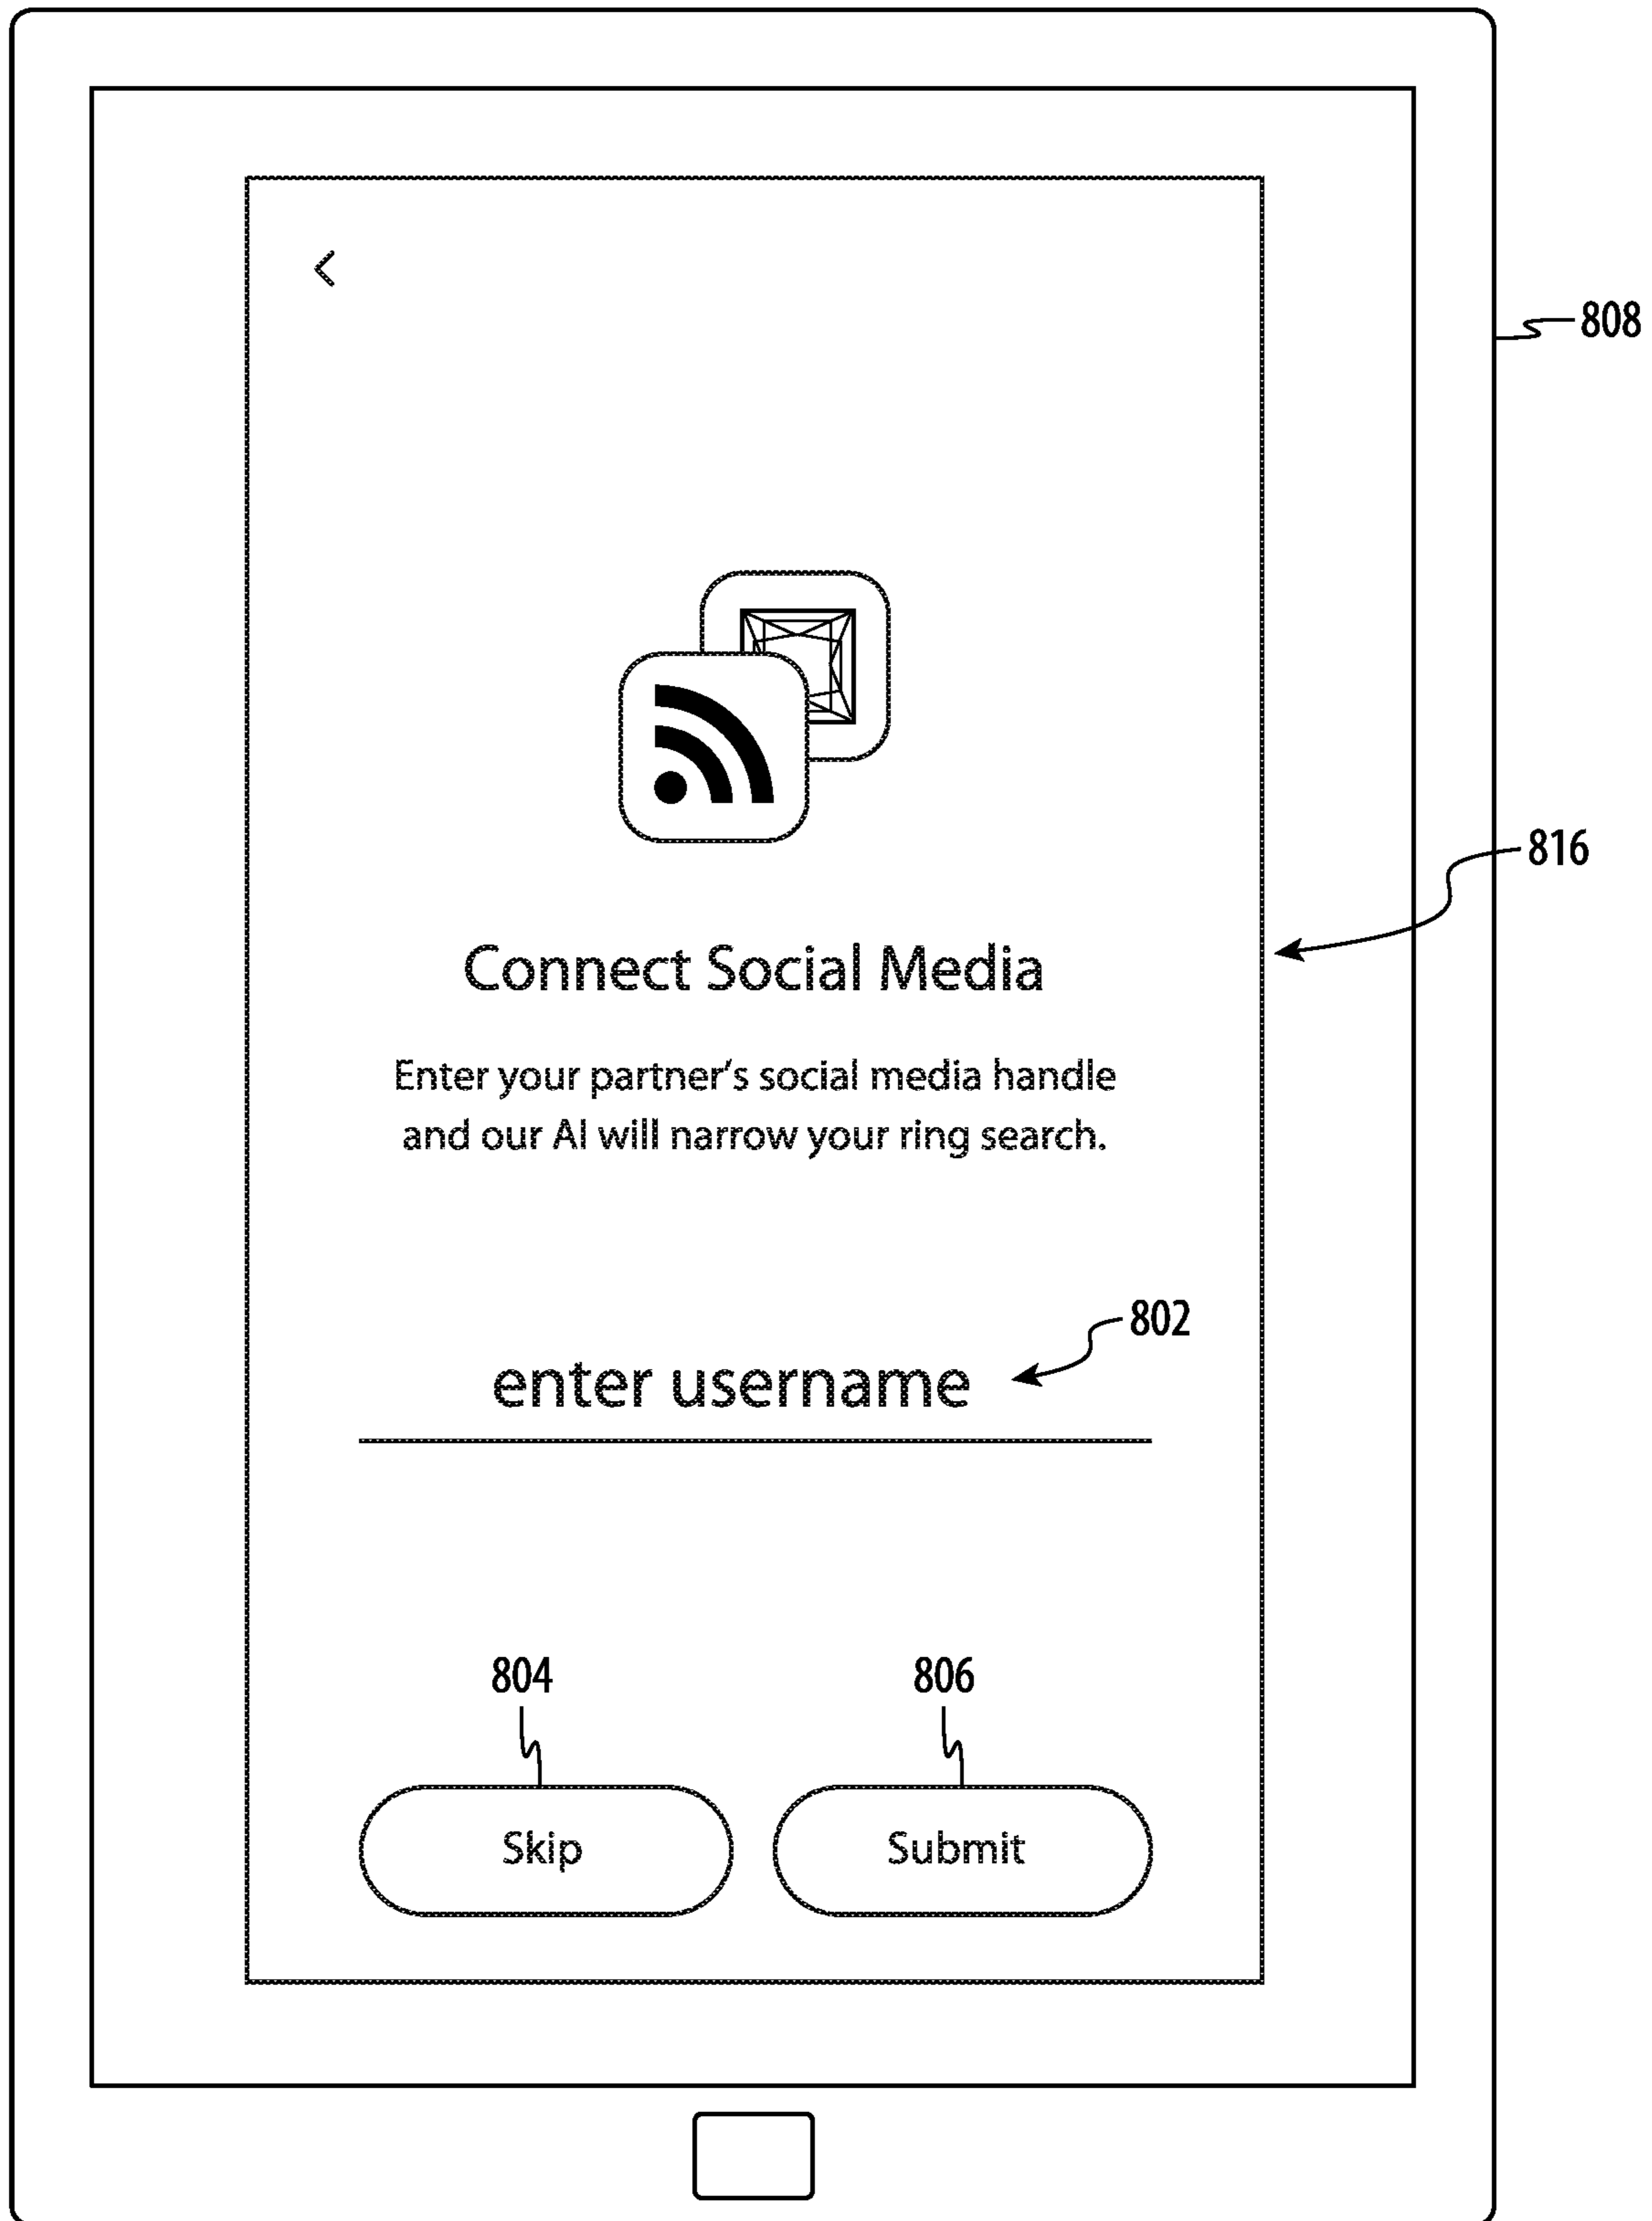 <
808
816
Connect Social Media
Enter your partner's social media handle
and our AI will narrow your ring search.
802
enter username
804
806
Skip
Submit